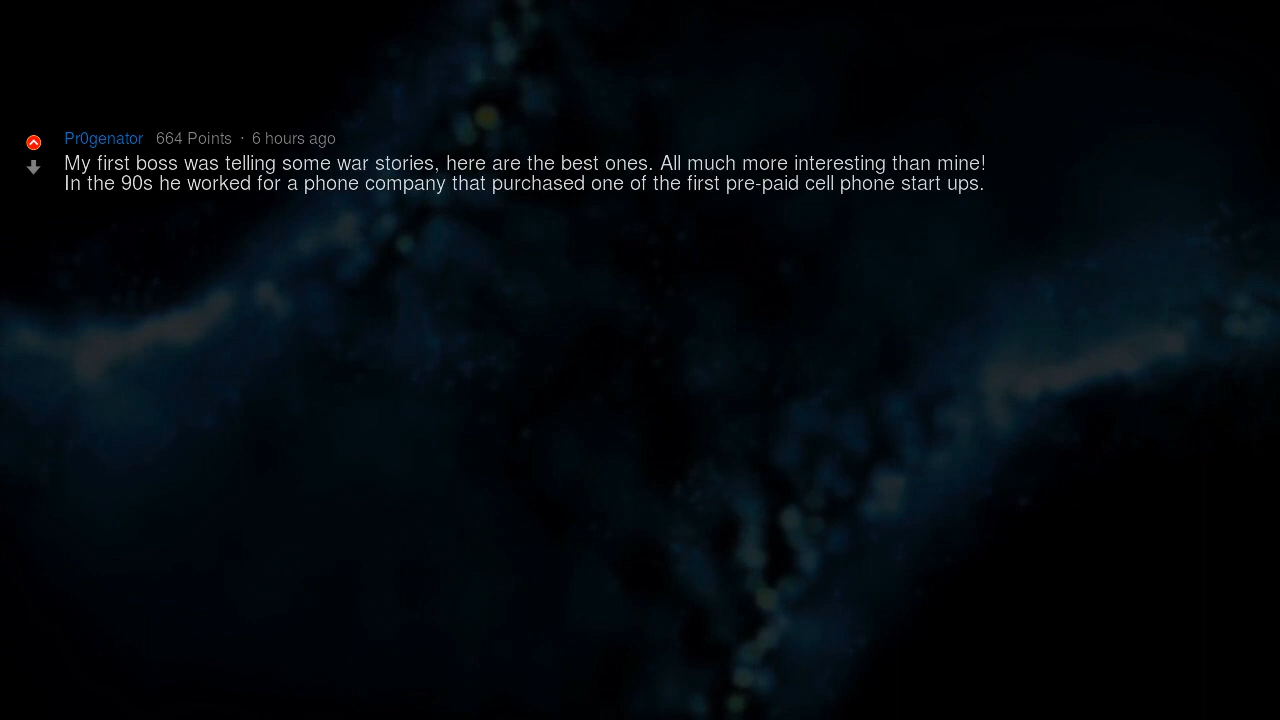 Pr0genator 664 Points · 6 hours ago
My first boss was telling some war stories, here are the best ones. All much more interesting than mine!
In the 90s he worked for a phone company that purchased one of the first pre-paid cell phone start ups.